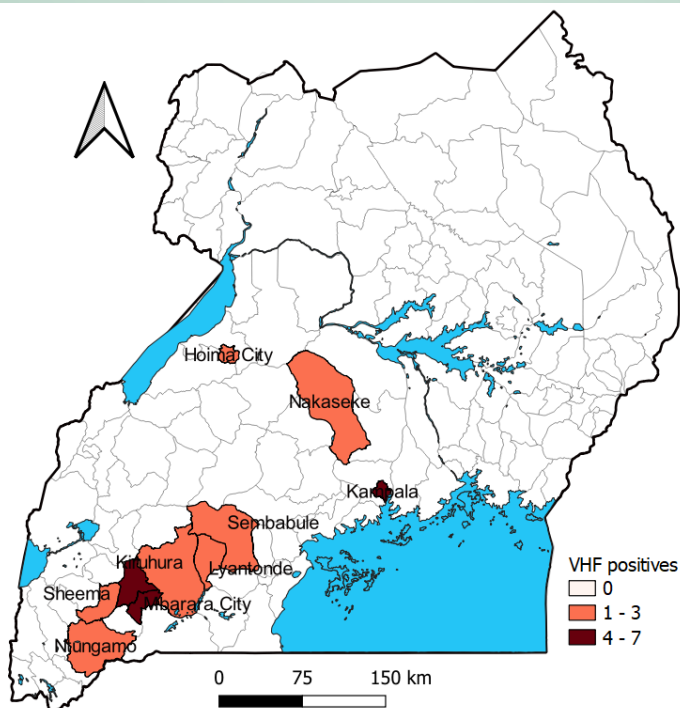 Hoima City
Nakaseke
Kampala
Sembabule
Kiruhura
Lyantonde
Sheema
Mbarara City
Ntungamo
VHF positives
0
1 - 3
4 - 7
0 75 150 km